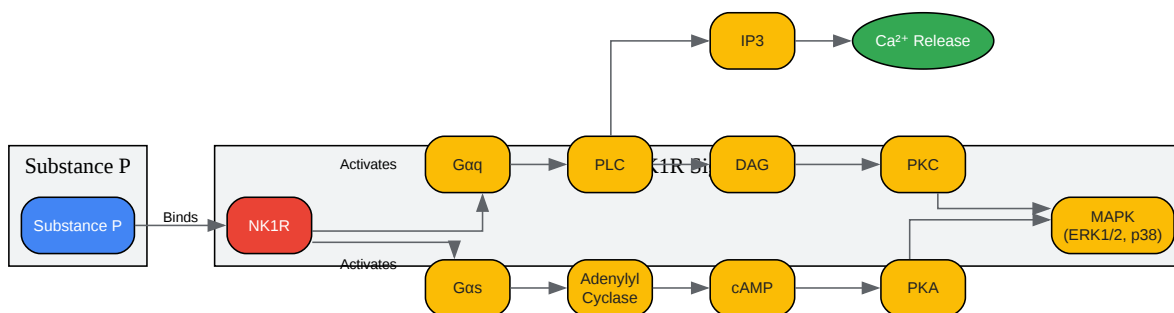 IP3
Ca²⁺ Release
Substance P
Activates
Gαq
PLC
DAG
PKC
Substance P
Binds
NK1R
MAPK
(ERK1/2, p38)
Activates
Gαs
Adenylyl
Cyclase
cAMP
PKA